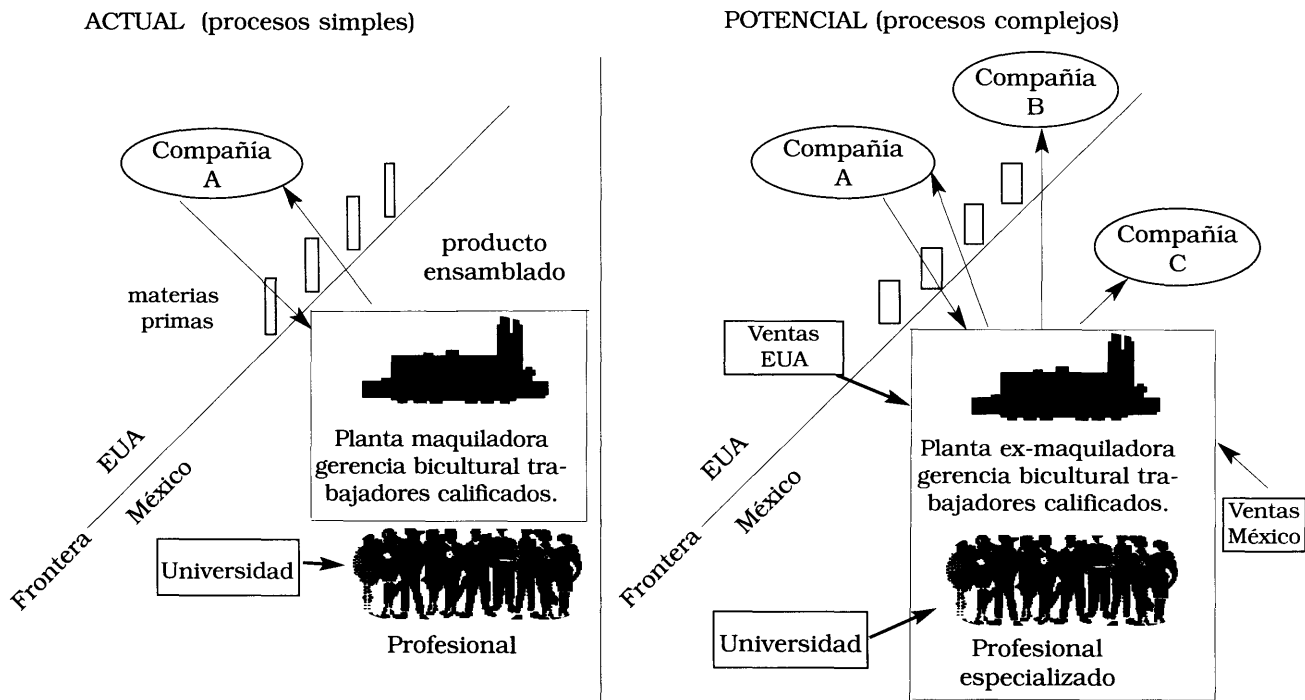 ACTUAL (procesos simples)
Compañía
A
producto
ensamblado
materias
primas
Planta maquiladora
gerencia bicultural tra-
bajadores calificados.
EUA
México
Frontera
Universidad
Profesional
POTENCIAL (procesos complejos)
Compañía
B
Compañía
A
Compañía
C
Ventas
EUA
Planta ex-maquiladora
gerencia bicultural tra-
bajadores calificados.
EUA
México
Frontera
Ventas
México
Universidad
Profesional
especializado